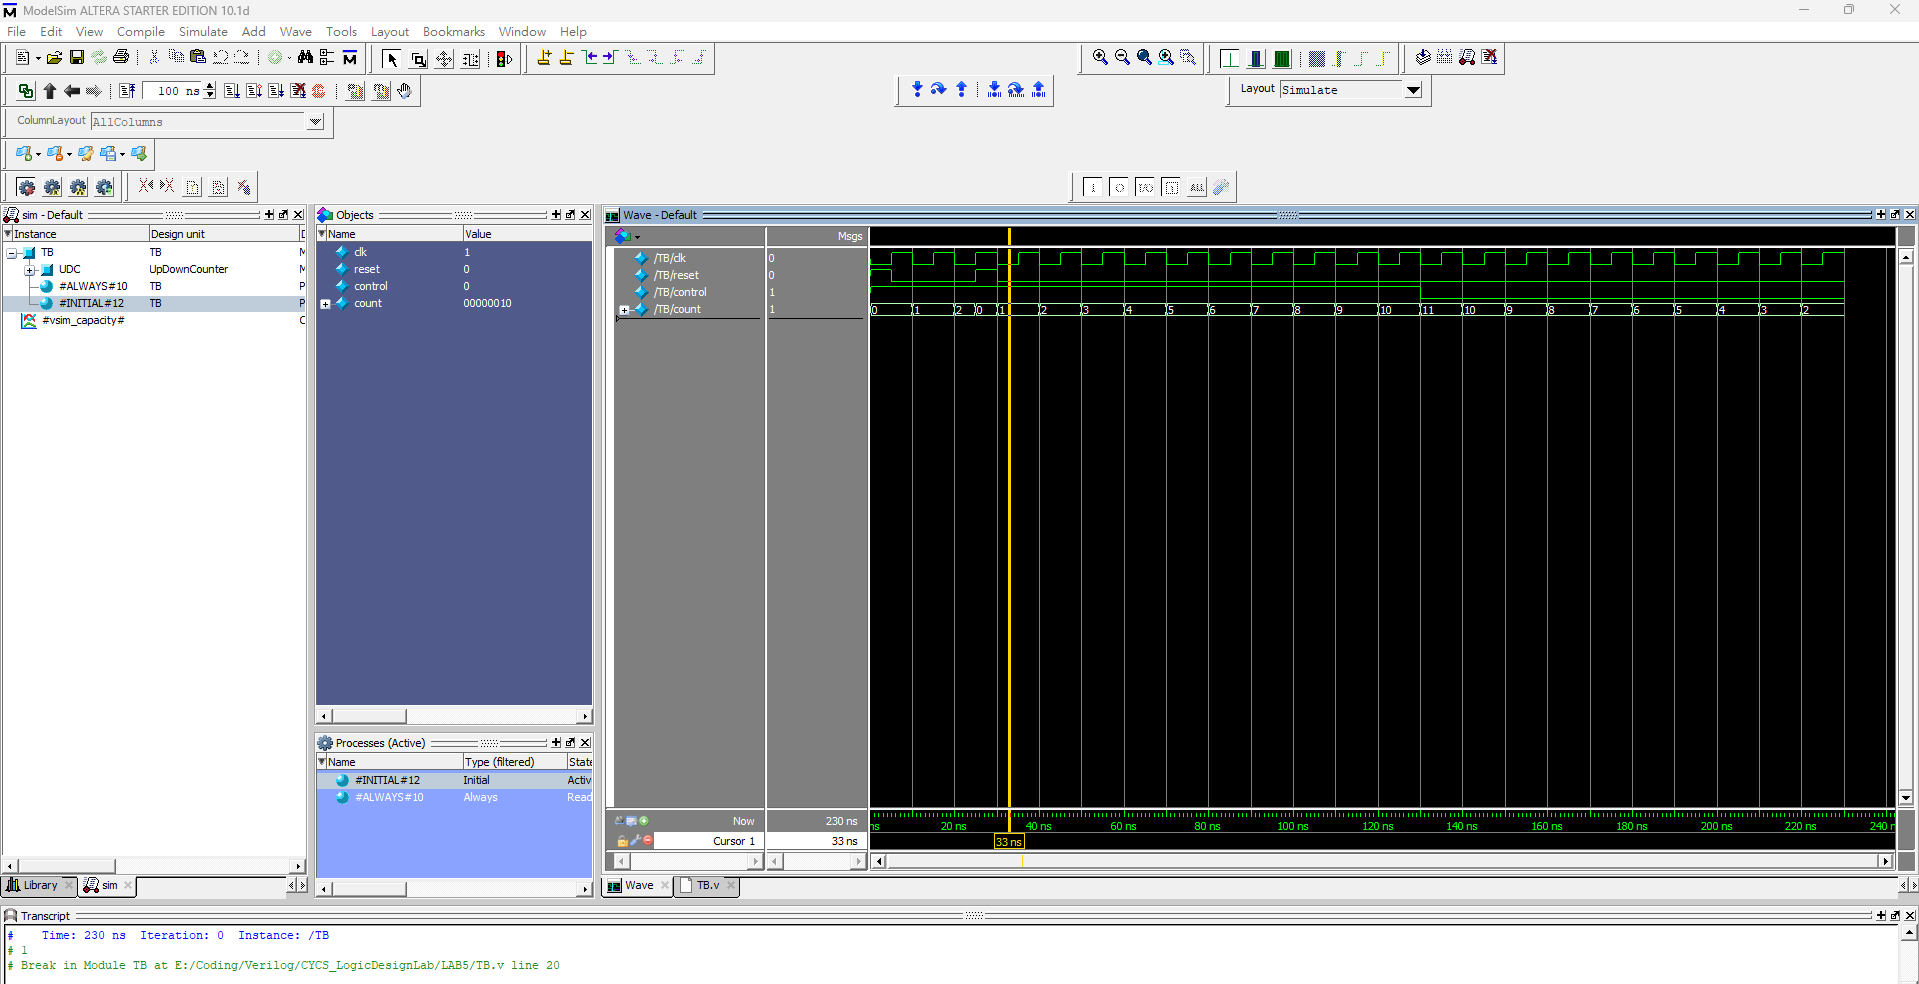 ModelSim ALTERA STARTER EDITION 10.1d
File Edit View Compile Simulate Add Wave Tools Layout Bookmarks Window Help
100 ns
Layout Simulate
ColumnLayout AllColumns
I O I/O ALL
sim - Default
Instance Design unit
TB TB
UDC UpDownCounter
#ALWAYS#10 TB
#INITIAL#12 TB
#vsim_capacity#
Objects
Name Value
clk 1
reset 0
control 0
count 00000010
Processes (Active)
Name Type (filtered) State
#INITIAL#12 Initial Activ
#ALWAYS#10 Always Read
Wave - Default
Msgs
/TB/clk 0
/TB/reset 0
/TB/control 1
/TB/count 1 0 1 2 0 1 2 3 4 5 6 7 8 9 10 11 10 9 8 7 6 5 4 3 2
Now 230 ns ns 20 ns 40 ns 60 ns 80 ns 100 ns 120 ns 140 ns 160 ns 180 ns 200 ns 220 ns 240 n
Cursor 1 33 ns 33 ns
Library sim
Wave TB.v
Transcript
# Time: 230 ns Iteration: 0 Instance: /TB
# 1
# Break in Module TB at E:/Coding/Verilog/CYCS_LogicDesignLab/LAB5/TB.v line 20